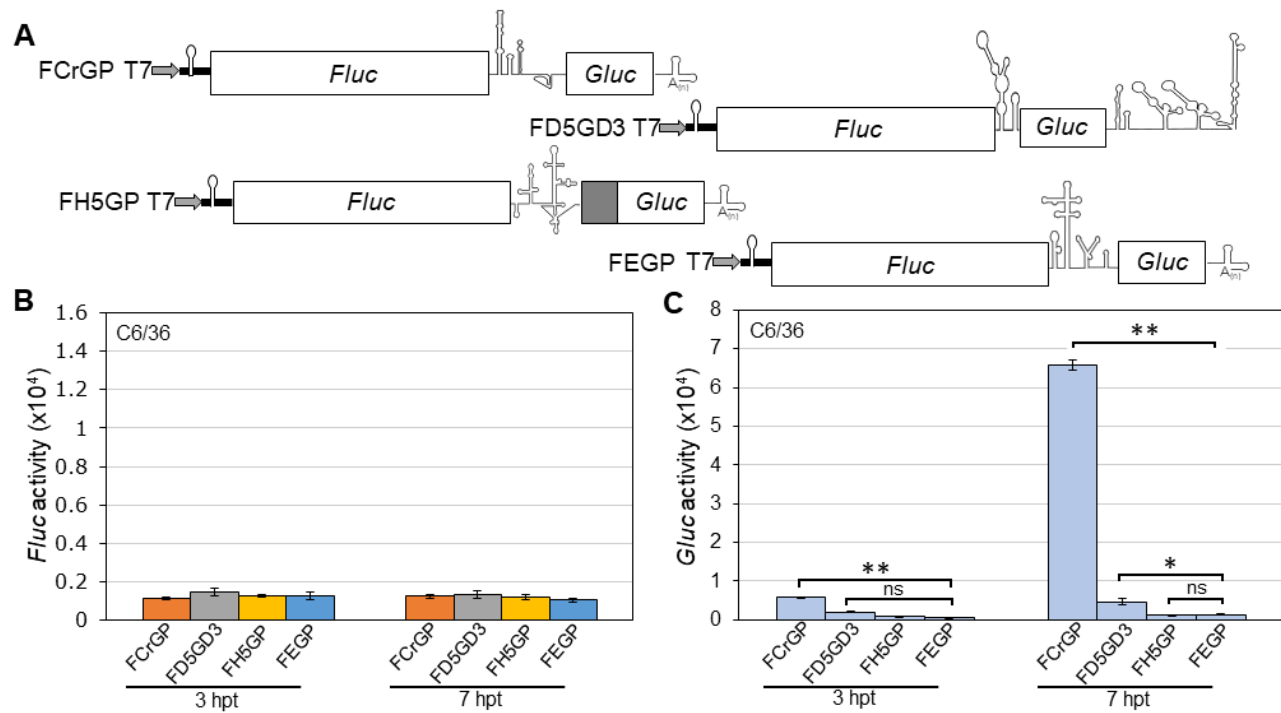 A
FCrGP T7 Fluc Gluc A(n)
FD5GD3 T7 Fluc Gluc
FH5GP T7 Fluc Gluc A(n)
FEGP T7 Fluc Gluc A(n)
B
C6/36
Fluc activity (x10⁴)
1.6
1.4
1.2
1
0.8
0.6
0.4
0.2
0
FCrGP FD5GD3 FH5GP FEGP FCrGP FD5GD3 FH5GP FEGP
3 hpt 7 hpt
C
C6/36
Gluc activity (x10⁴)
8
7
6
5
4
3
2
1
0
**
ns
**
*
ns
FCrGP FD5GD3 FH5GP FEGP FCrGP FD5GD3 FH5GP FEGP
3 hpt 7 hpt